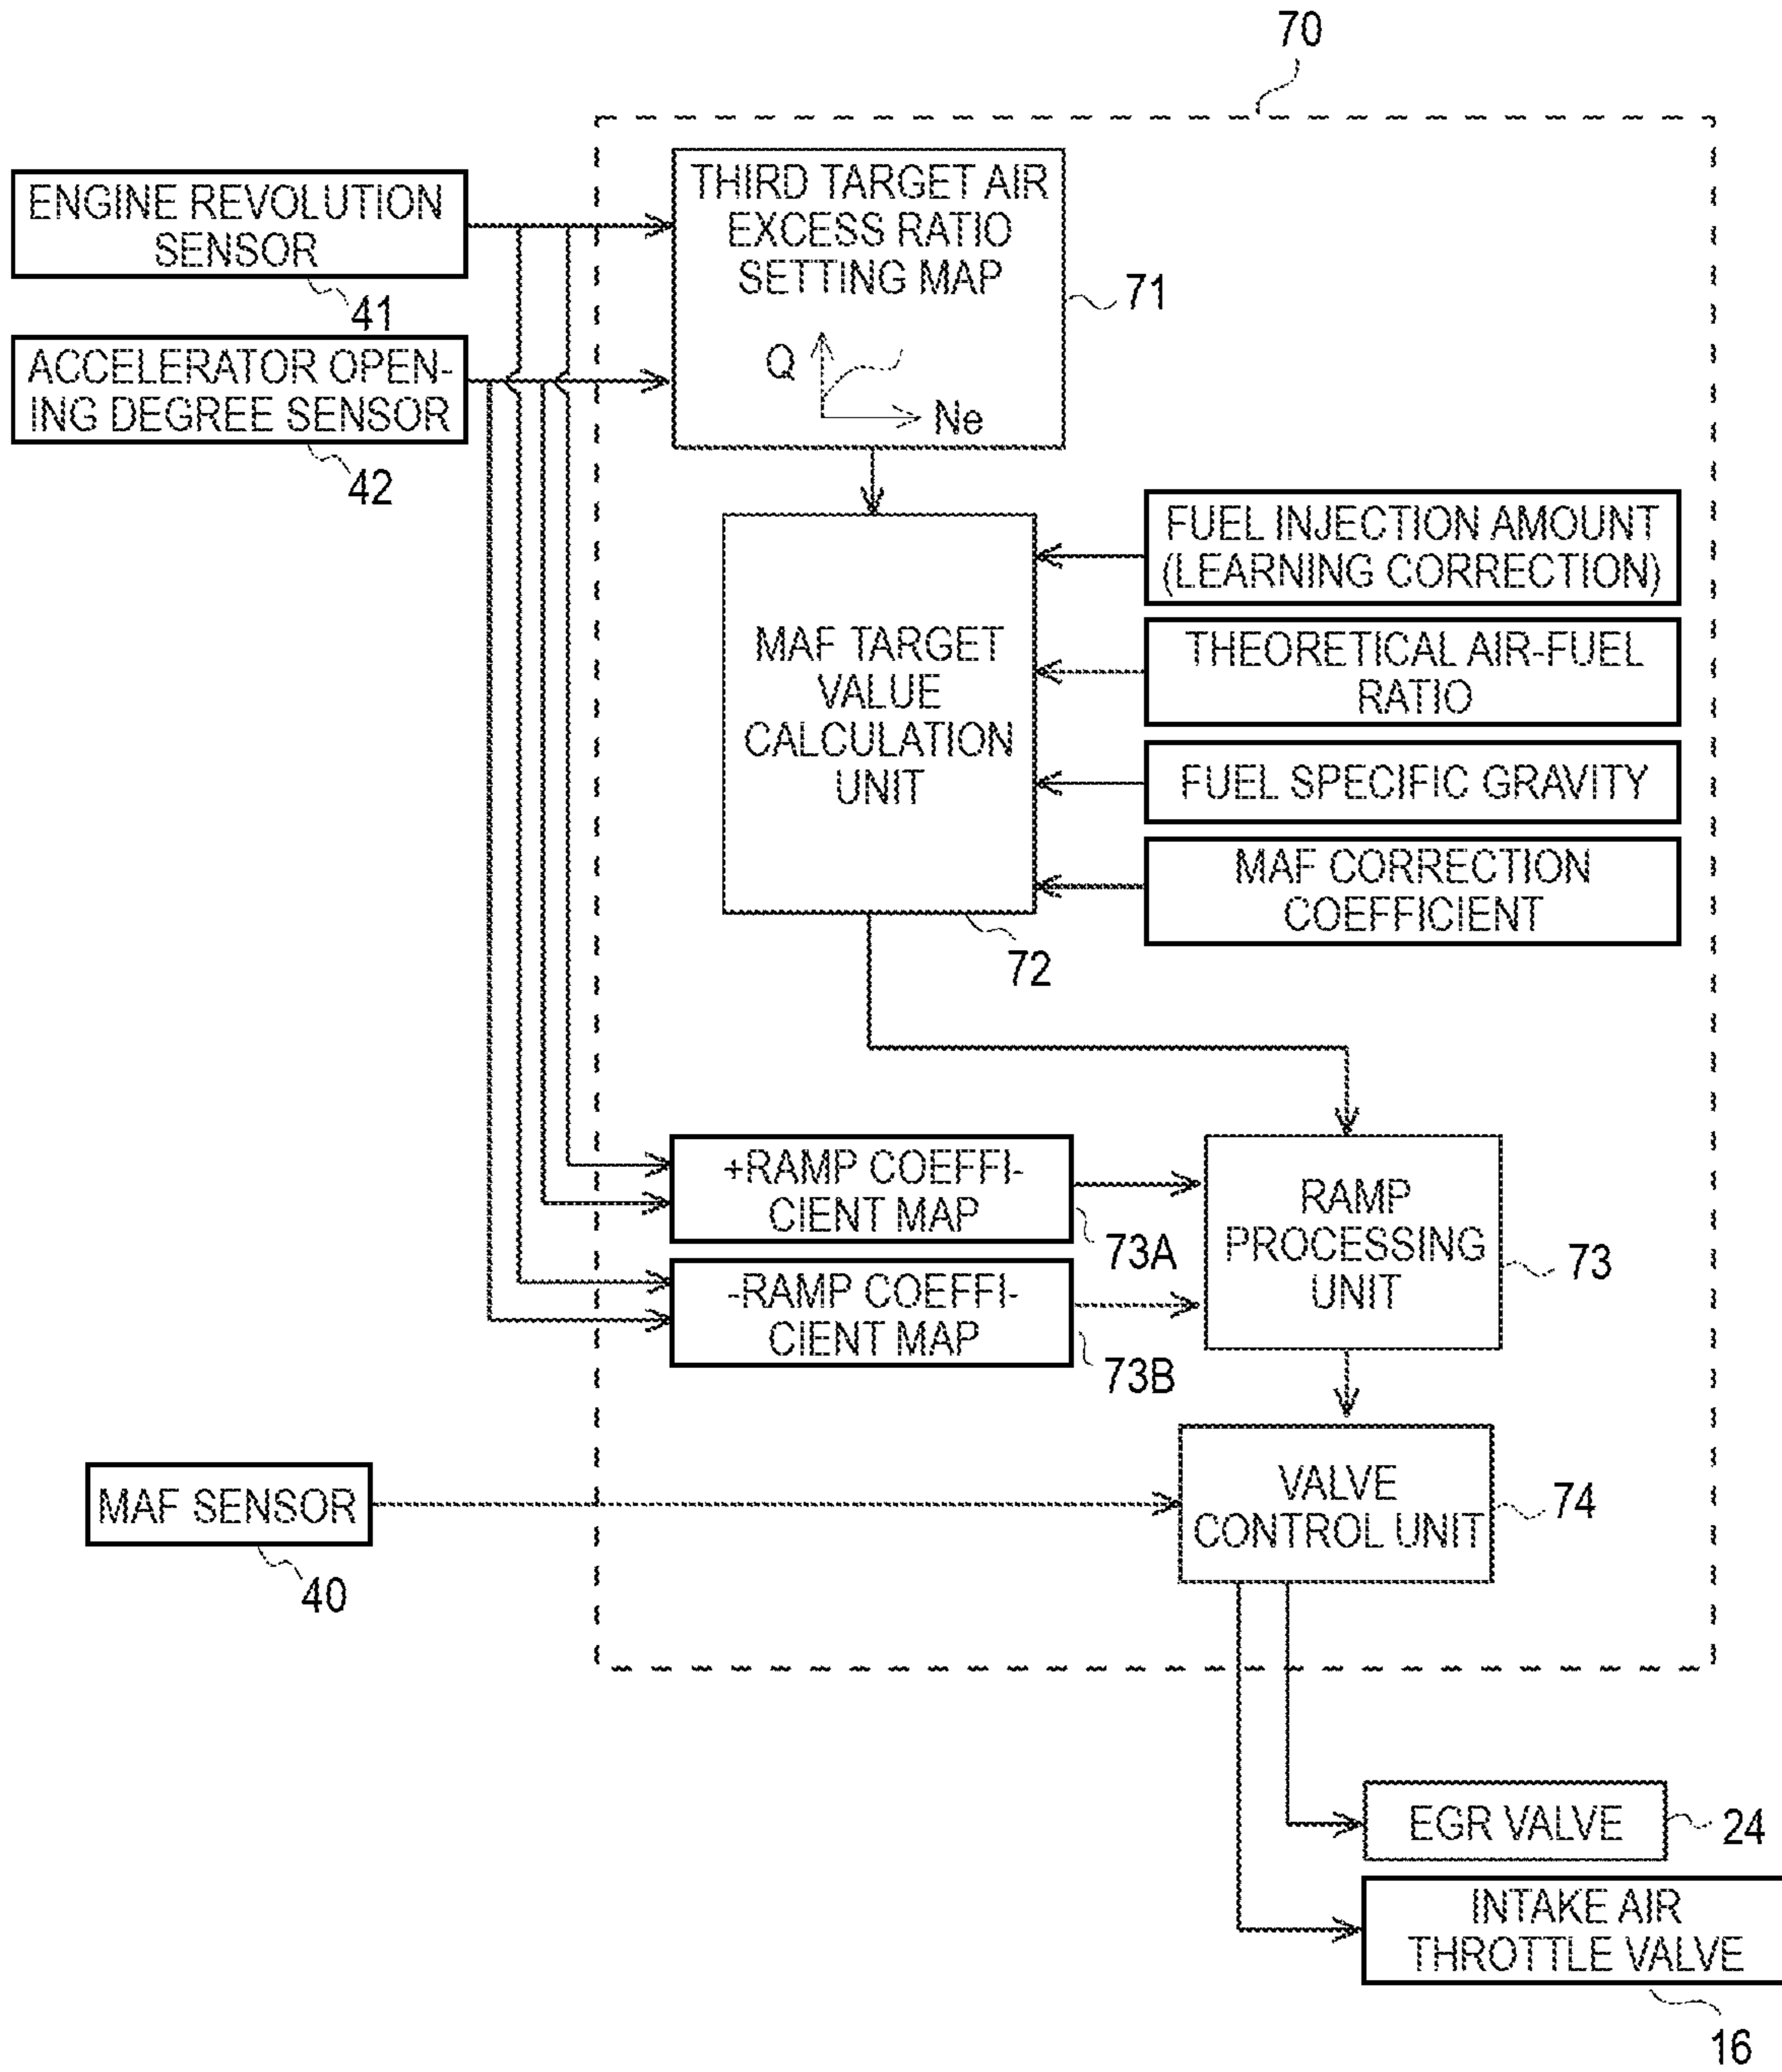 70
ENGINE REVOLUTION
SENSOR
41
ACCELERATOR OPEN-
ING DEGREE SENSOR
42
THIRD TARGET AIR
EXCESS RATIO
SETTING MAP
71
Q
Ne
MAF TARGET
VALUE
CALCULATION
UNIT
72
FUEL INJECTION AMOUNT
(LEARNING CORRECTION)
THEORETICAL AIR-FUEL
RATIO
FUEL SPECIFIC GRAVITY
MAF CORRECTION
COEFFICIENT
+RAMP COEFFI-
CIENT MAP
73A
-RAMP COEFFI-
CIENT MAP
73B
RAMP
PROCESSING
UNIT
73
MAF SENSOR
40
VALVE
CONTROL UNIT
74
EGR VALVE
24
INTAKE AIR
THROTTLE VALVE
16